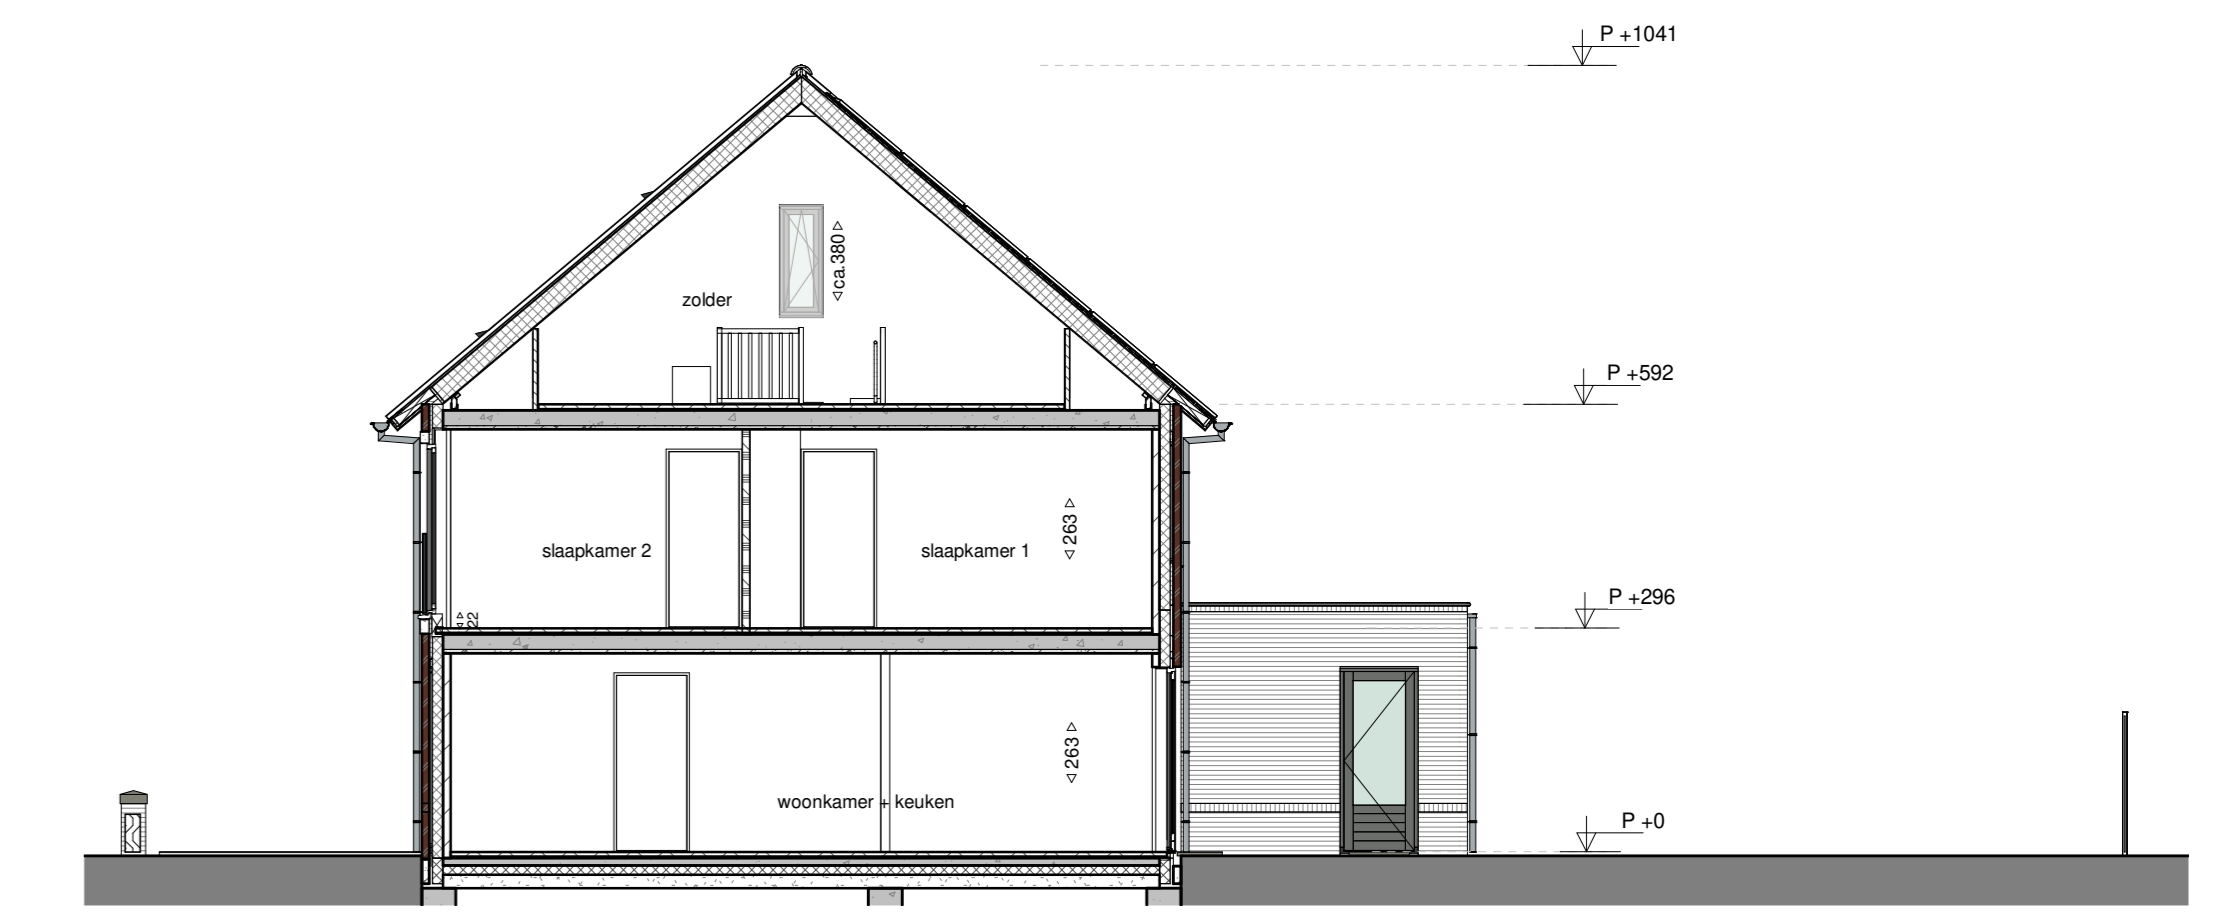 P +1041
ca.380
zolder
P +592
263
slaapkamer 2
slaapkamer 1
P +296
22
263
woonkamer + keuken
P +0